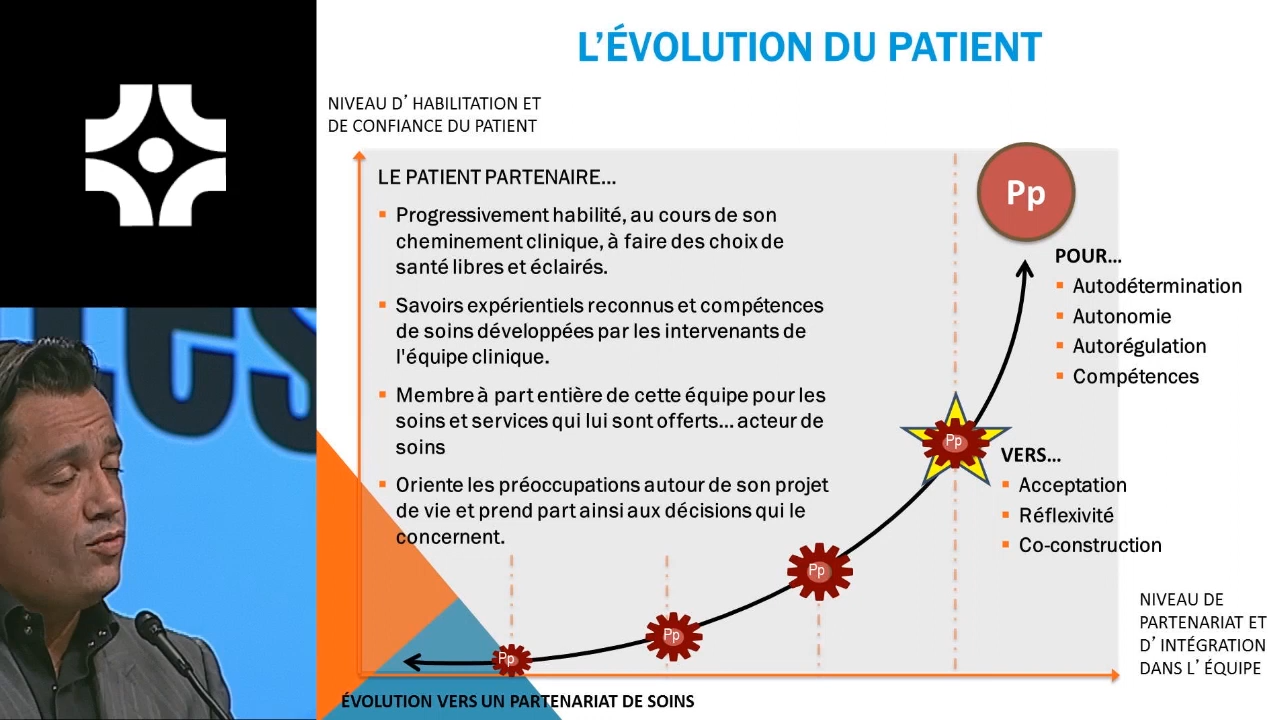 L'ÉVOLUTION DU PATIENT
NIVEAU D' HABILITATION ET
DE CONFIANCE DU PATIENT
LE PATIENT PARTENAIRE...
Progressivement habilité, au cours de son
cheminement clinique, à faire des choix de
santé libres et éclairés.
Savoirs expérientiels reconnus et compétences
de soins développées par les intervenants de
l'équipe clinique.
Membre à part entière de cette équipe pour les
soins et services qui lui sont offerts... acteur de
soins
Oriente les préoccupations autour de son projet
de vie et prend part ainsi aux décisions qui le
concernent.
Pp
POUR...
Autodétermination
Autonomie
Autorégulation
Compétences
Pp
VERS...
Acceptation
Réflexivité
Co-construction
Pp
Pp
Pp
NIVEAU DE
PARTENARIAT ET
D' INTÉGRATION
DANS L' ÉQUIPE
ÉVOLUTION VERS UN PARTENARIAT DE SOINS